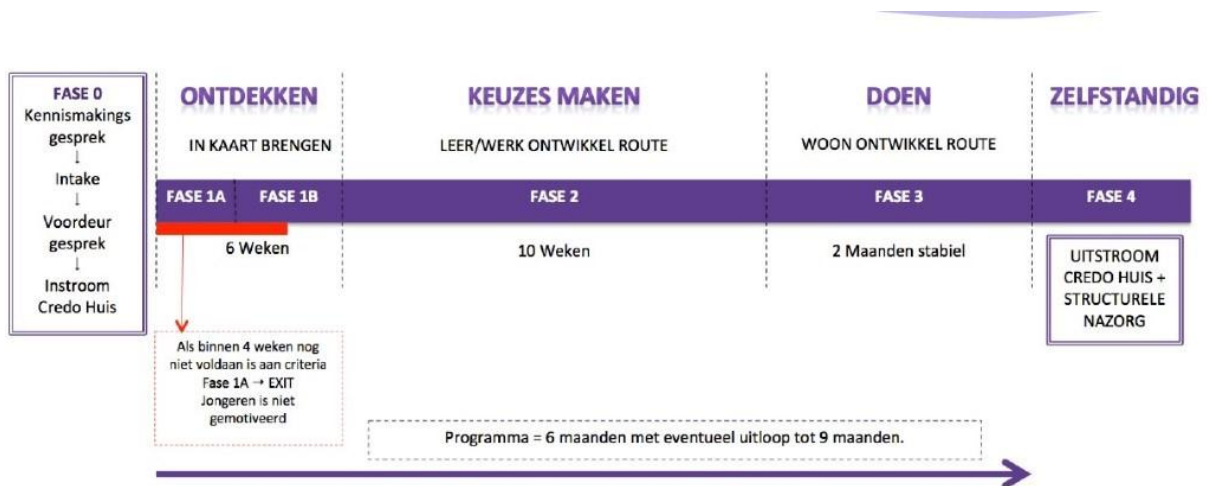 FASE 0
Kennismakings
gesprek
↓
Intake
↓
Voordeur
gesprek
↓
Instroom
Credo Huis
ONTDEKKEN
IN KAART BRENGEN
FASE 1A
FASE 1B
6 Weken
Als binnen 4 weken nog
niet voldaan is aan criteria
Fase 1A → EXIT
Jongeren is niet
gemotiveerd
KEUZES MAKEN
LEER/WERK ONTWIKKEL ROUTE
FASE 2
10 Weken
DOEN
WOON ONTWIKKEL ROUTE
FASE 3
2 Maanden stabiel
ZELFSTANDIG
FASE 4
UITSTROOM
CREDO HUIS +
STRUCTURELE
NAZORG
Programma = 6 maanden met eventueel uitloop tot 9 maanden.